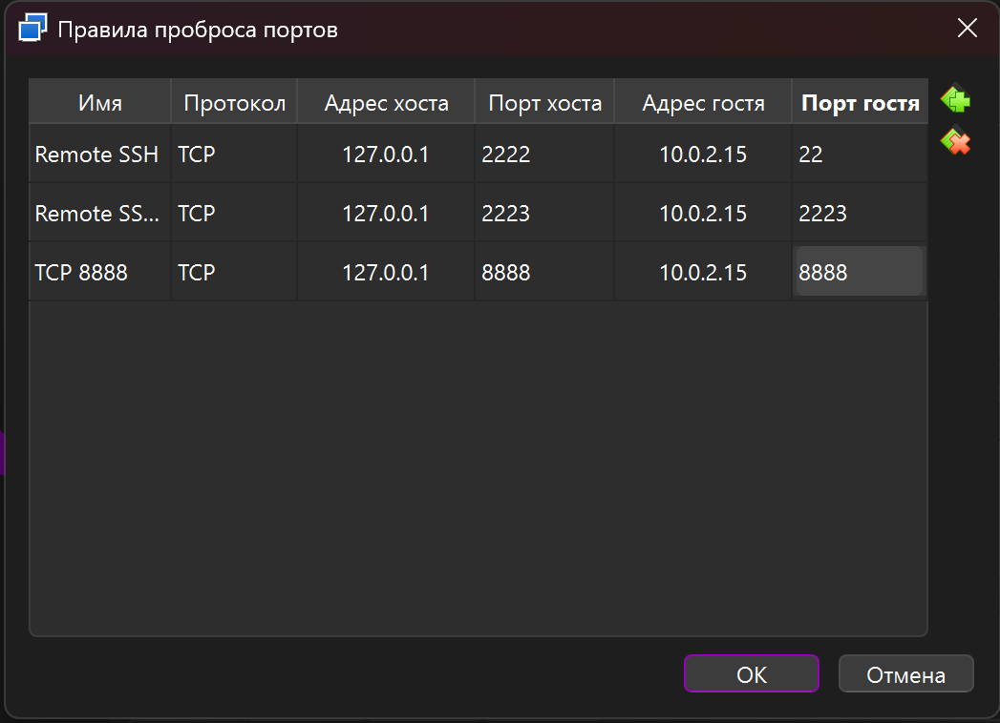 Правила проброса портов
Имя Протокол Адрес хоста Порт хоста Адрес гостя Порт гостя
Remote SSH TCP 127.0.0.1 2222 10.0.2.15 22
Remote SS... TCP 127.0.0.1 2223 10.0.2.15 2223
TCP 8888 TCP 127.0.0.1 8888 10.0.2.15 8888
OK Отмена